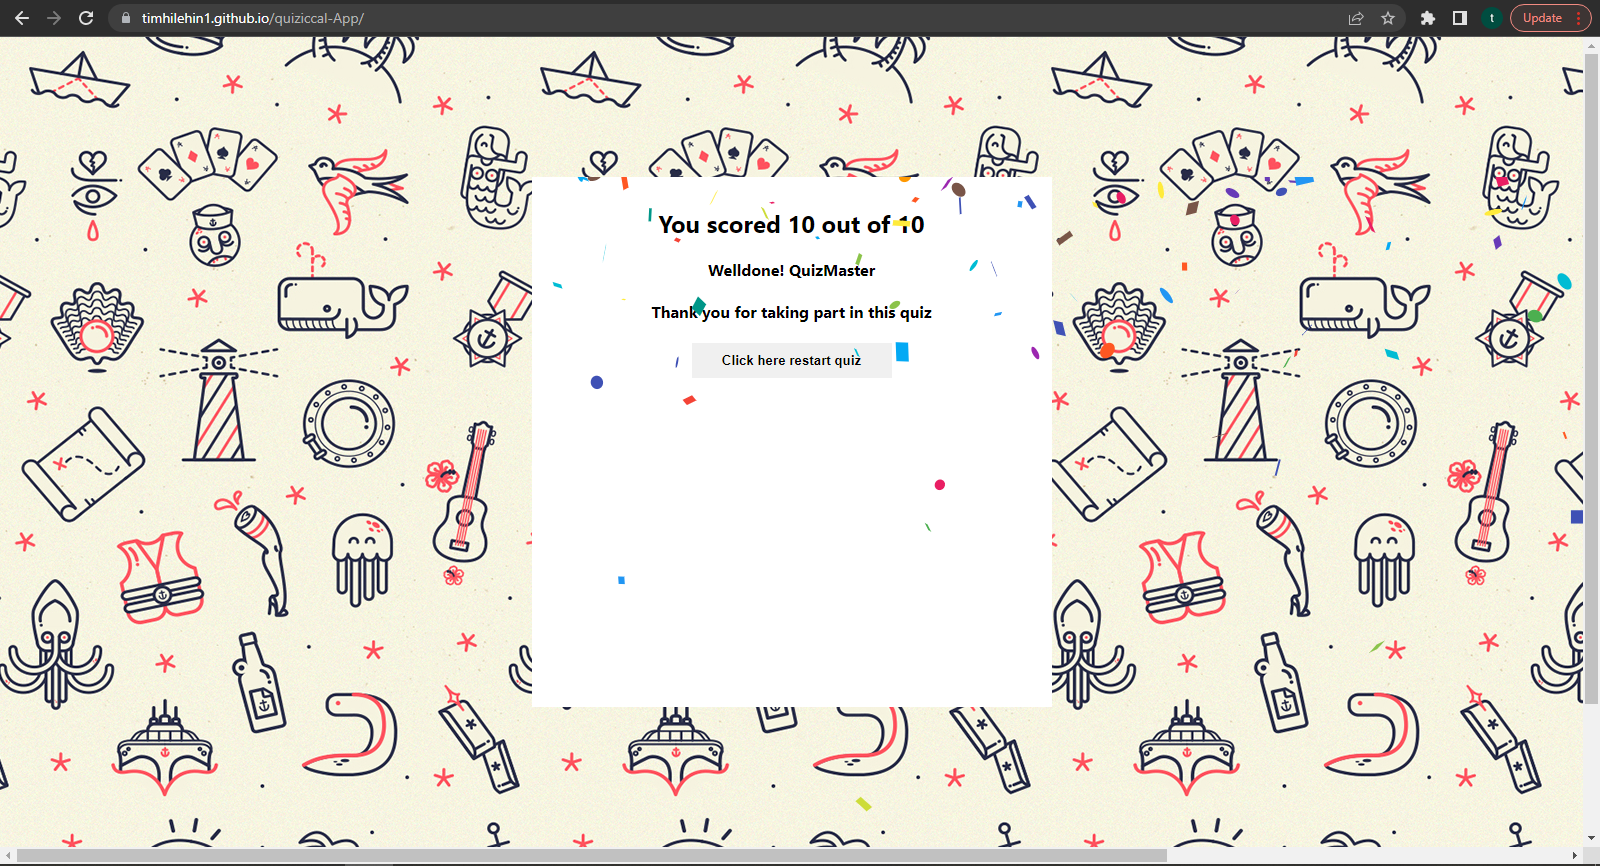 timhilehin1.github.io/quiziccal-App/
t
Update
You scored 10 out of 10
Welldone! QuizMaster
Thank you for taking part in this quiz
Click here restart quiz